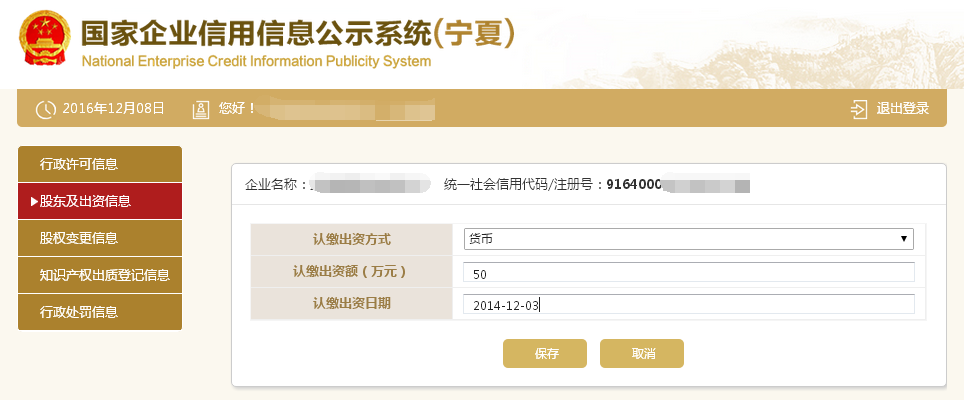 国家企业信用信息公示系统(宁夏)
National Enterprise Credit Information Publicity System
2016年12月08日 您好！ 退出登录
行政许可信息
股东及出资信息
股权变更信息
知识产权出质登记信息
行政处罚信息
企业名称： 统一社会信用代码/注册号：9164000
认缴出资方式 货币
认缴出资额（万元） 50
认缴出资日期 2014-12-03
保存 取消